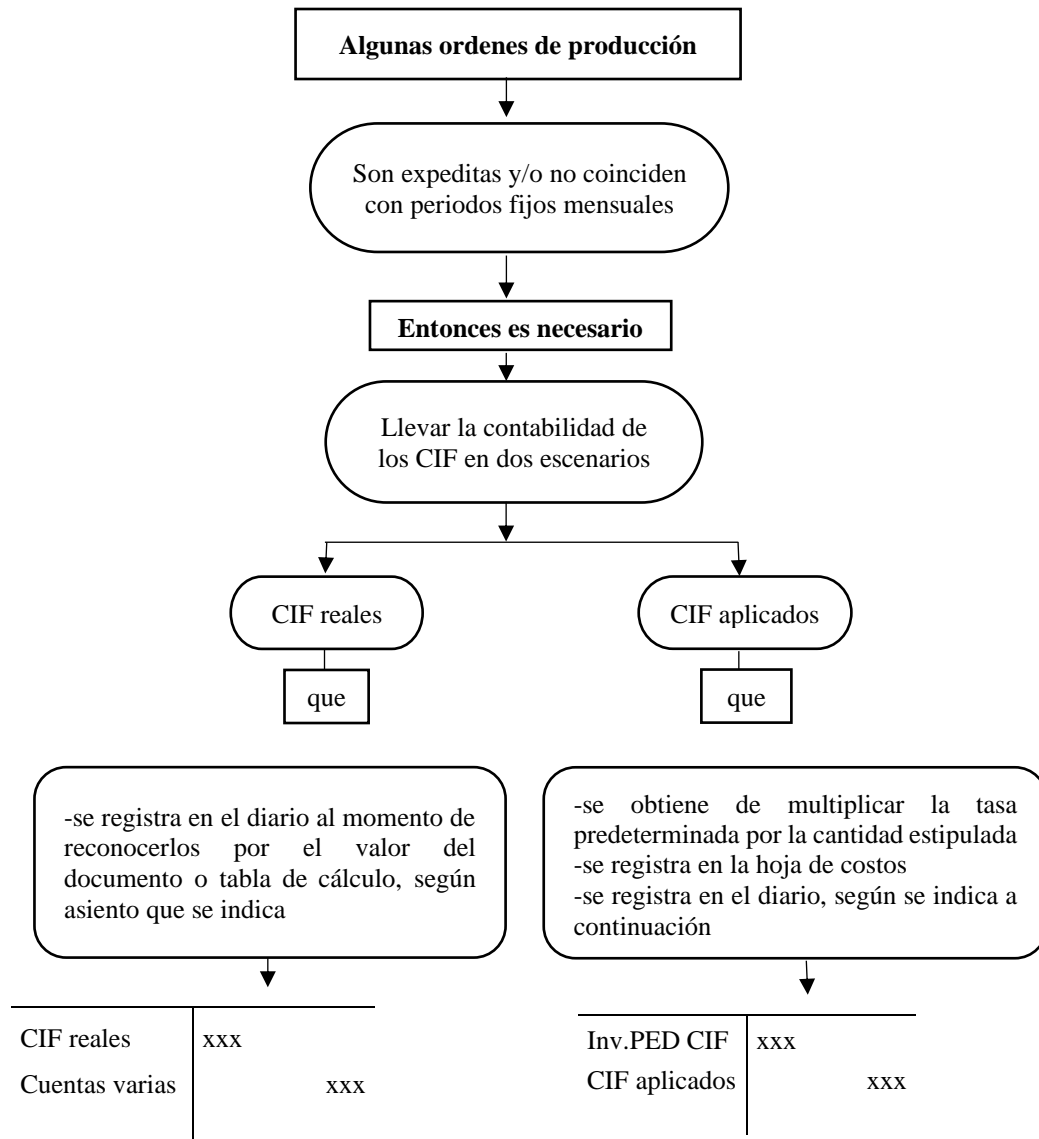 Algunas ordenes de producción
Son expeditas y/o no coinciden
con periodos fijos mensuales
Entonces es necesario
Llevar la contabilidad de
los CIF en dos escenarios
CIF reales
CIF aplicados
que
que
-se registra en el diario al momento de
reconocerlos por el valor del
documento o tabla de cálculo, según
asiento que se indica
-se obtiene de multiplicar la tasa
predeterminada por la cantidad estipulada
-se registra en la hoja de costos
-se registra en el diario, según se indica a
continuación
CIF reales xxx
Cuentas varias xxx
Inv.PED CIF xxx
CIF aplicados xxx